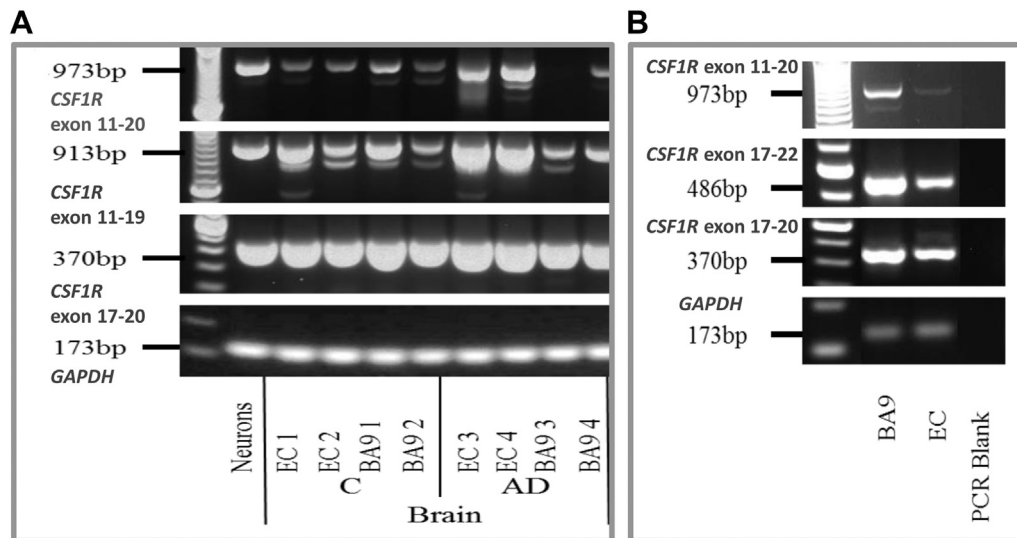 A
973bp
CSF1R
exon 11-20
913bp
CSF1R
exon 11-19
370bp
CSF1R
exon 17-20
173bp
GAPDH
Neurons
EC 1
EC 2
BA9 1
BA9 2
EC 3
EC 4
BA9 3
BA9 4
C
AD
Brain
B
CSF1R exon 11-20
973bp
CSF1R exon 17-22
486bp
CSF1R exon 17-20
370bp
GAPDH
173bp
BA9
EC
PCR Blank